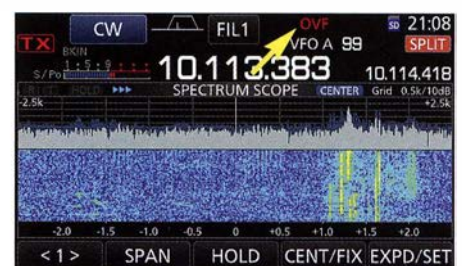 CW FIL1 OVF SD 21:08
TX BKIN VFO A 99 SPLIT
S/Po 1:5:9 10.113.383 10.114.418
HOLD SPECTRUM SCOPE CENTER Grid 0.5k/10dB
-2.5k +2.5k
-2.0 -1.5 -1.0 -0.5 0 +0.5 +1.0 +1.5 +2.0
<1> SPAN HOLD CENT/FIX EXPD/SET